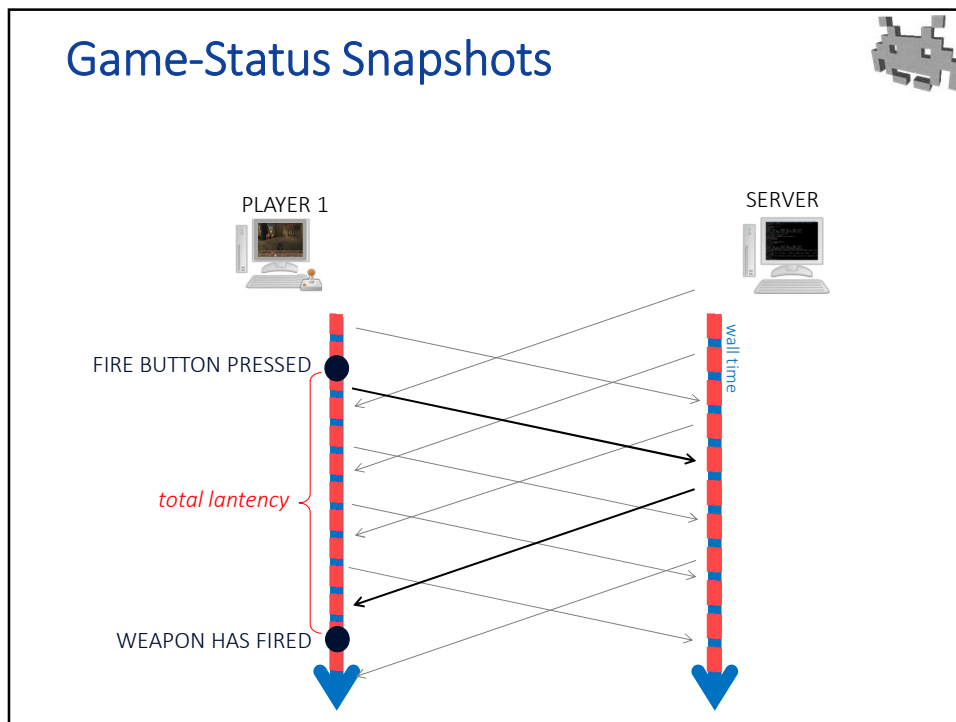 Game-Status Snapshots
PLAYER 1
SERVER
wall time
FIRE BUTTON PRESSED
total lantency
WEAPON HAS FIRED